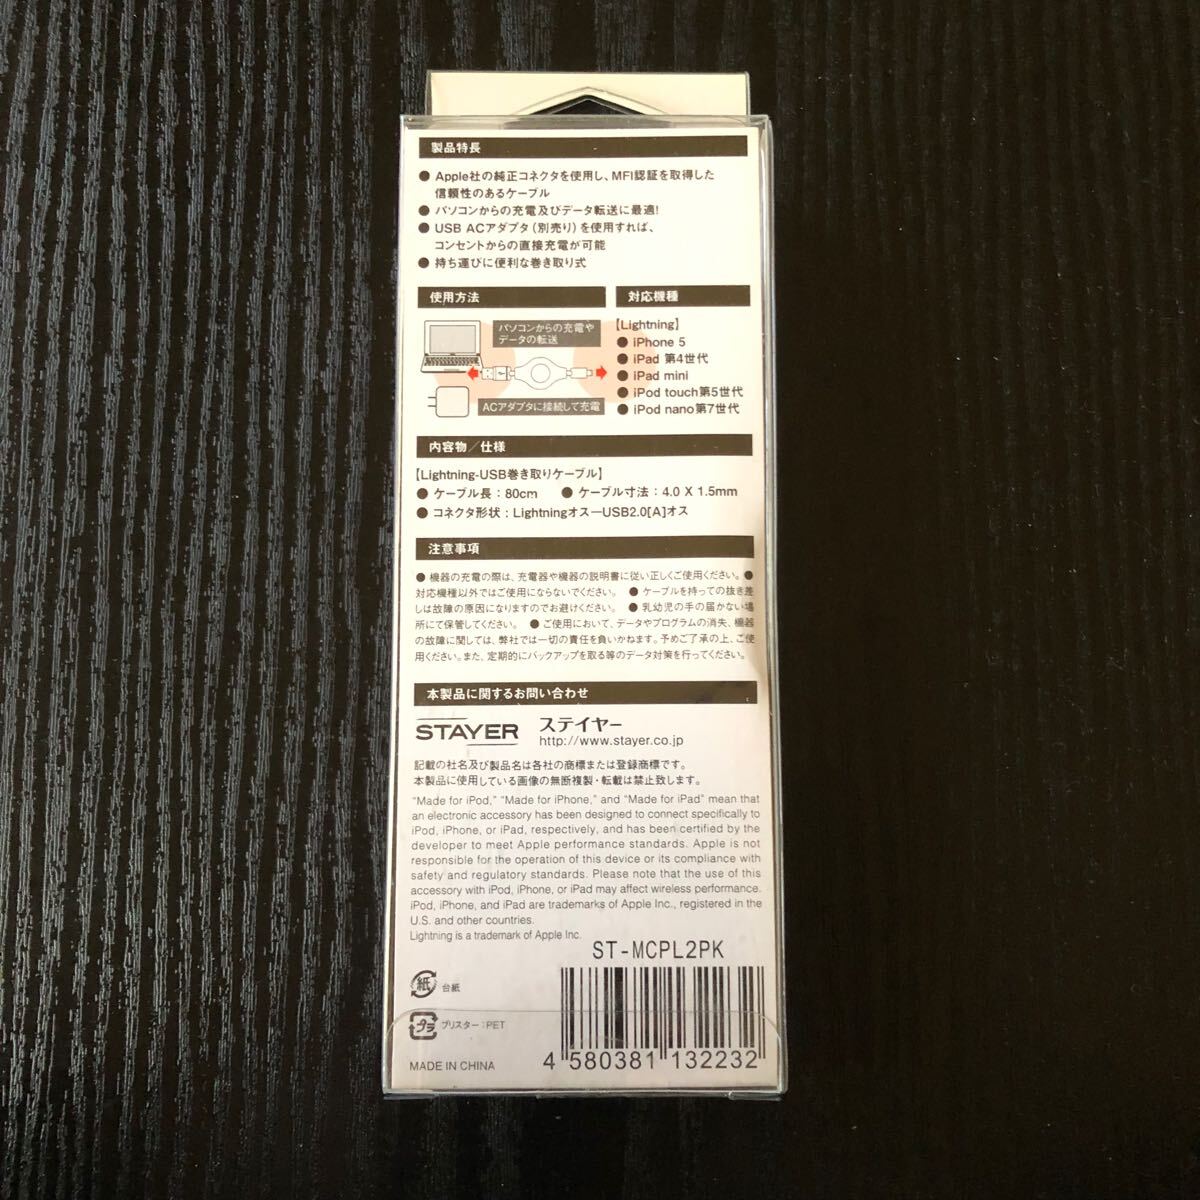 製品特長
● Apple社の純正コネクタを使用し、MFI認証を取得した
信頼性のあるケーブル
● パソコンからの充電及びデータ転送に最適!
● USB ACアダプタ(別売り)を使用すれば、
コンセントからの直接充電が可能
● 持ち運びに便利な巻き取り式
使用方法
パソコンからの充電や
データの転送
ACアダプタに接続して充電
対応機種
【Lightning】
● iPhone 5
● iPad 第4世代
● iPad mini
● iPod touch第5世代
● iPod nano第7世代
内容物/仕様
【Lightning-USB巻き取りケーブル】
● ケーブル長:80cm ● ケーブル寸法:4.0 X 1.5mm
● コネクタ形状:Lightningオス―USB2.0[A]オス
注意事項
● 機器の充電の際は、充電器や機器の説明書に従い正しくご使用ください。 ●
対応機種以外ではご使用にならないでください。 ● ケーブルを持っての抜き差
しは故障の原因になりますのでお避けください。 ● 乳幼児の手の届かない場
所にて保管してください。 ● ご使用において、データやプログラムの消失、機器
の故障に関しては、弊社では一切の責任を負いかねます。予めご了承の上、ご使
用ください。また、定期的にバックアップを取る等のデータ対策を行ってください。
本製品に関するお問い合わせ
STAYER ステイヤー
http://www.stayer.co.jp
記載の社名及び製品名は各社の商標または登録商標です。
本製品に使用している画像の無断複製・転載は禁止致します。
"Made for iPod," "Made for iPhone," and "Made for iPad" mean that
an electronic accessory has been designed to connect specifically to
iPod, iPhone, or iPad, respectively, and has been certified by the
developer to meet Apple performance standards. Apple is not
responsible for the operation of this device or its compliance with
safety and regulatory standards. Please note that the use of this
accessory with iPod, iPhone, or iPad may affect wireless performance.
iPod, iPhone, and iPad are trademarks of Apple Inc., registered in the
U.S. and other countries.
Lightning is a trademark of Apple Inc.
ST-MCPL2PK
紙 台紙
プラ ブリスター:PET
MADE IN CHINA
4 580381 132232